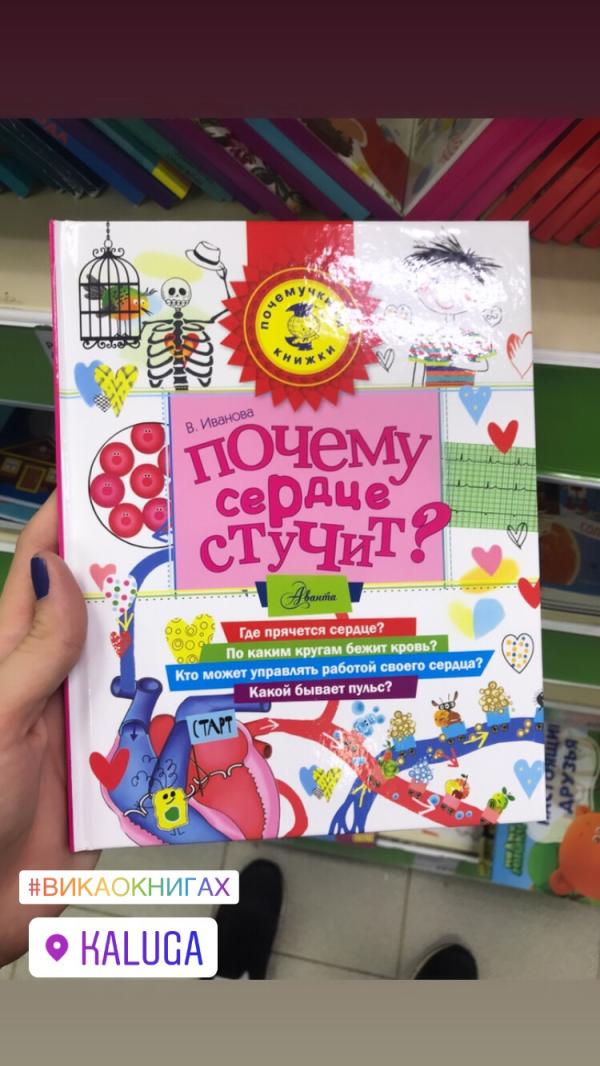 почемучкины
книжки
В. Иванова
почему
сердце
стучит?
Аванта
Где прячется сердце?
По каким кругам бежит кровь?
Кто может управлять работой своего сердца?
Какой бывает пульс?
СТАРТ
ДРУЗЬЯ
#ВИКАОКНИГАХ
KALUGA